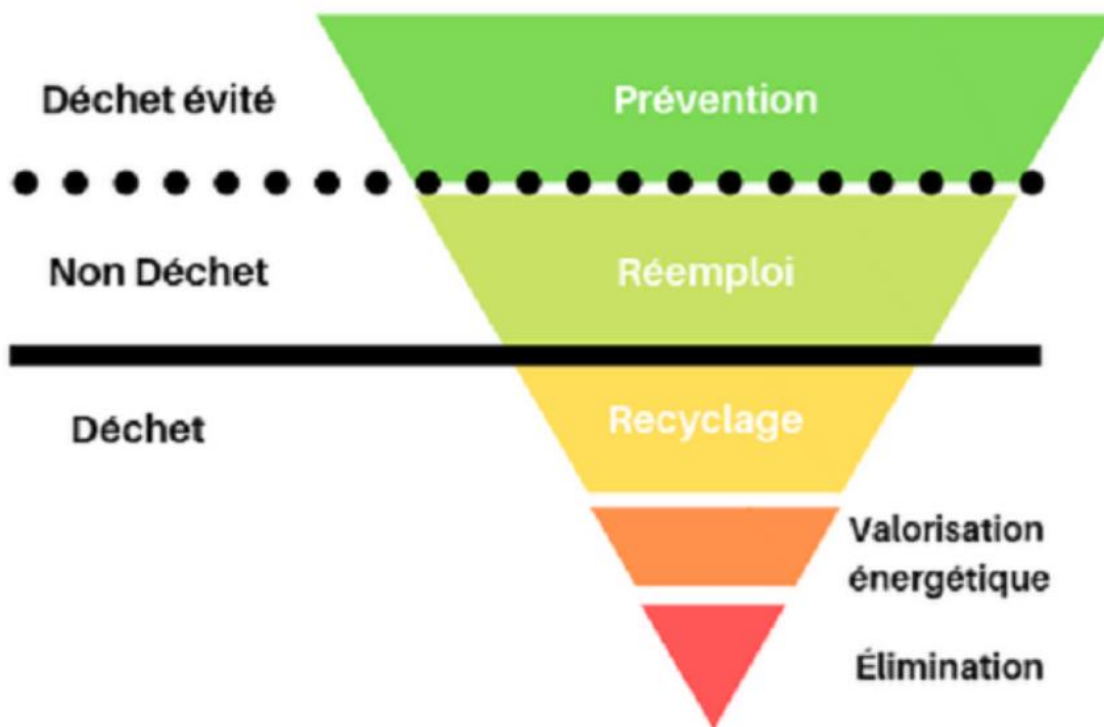 Déchet évité
Prévention
Non Déchet
Réemploi
Déchet
Recyclage
Valorisation
énergétique
Élimination